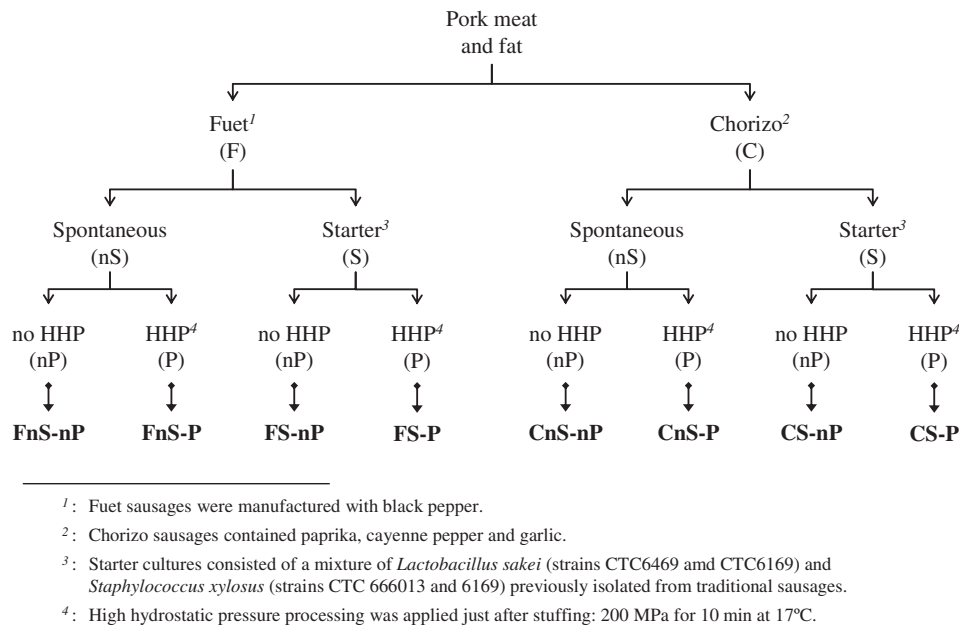 Pork meat
and fat
Fuet1
(F)
Chorizo2
(C)
Spontaneous
(nS)
Starter3
(S)
Spontaneous
(nS)
Starter3
(S)
no HHP
(nP)
HHP4
(P)
no HHP
(nP)
HHP4
(P)
no HHP
(nP)
HHP4
(P)
no HHP
(nP)
HHP4
(P)
FnS-nP
FnS-P
FS-nP
FS-P
CnS-nP
CnS-P
CS-nP
CS-P
1: Fuet sausages were manufactured with black pepper.
2: Chorizo sausages contained paprika, cayenne pepper and garlic.
3: Starter cultures consisted of a mixture of Lactobacillus sakei (strains CTC6469 amd CTC6169) and
Staphylococcus xylosus (strains CTC 666013 and 6169) previously isolated from traditional sausages.
4: High hydrostatic pressure processing was applied just after stuffing: 200 MPa for 10 min at 17ºC.